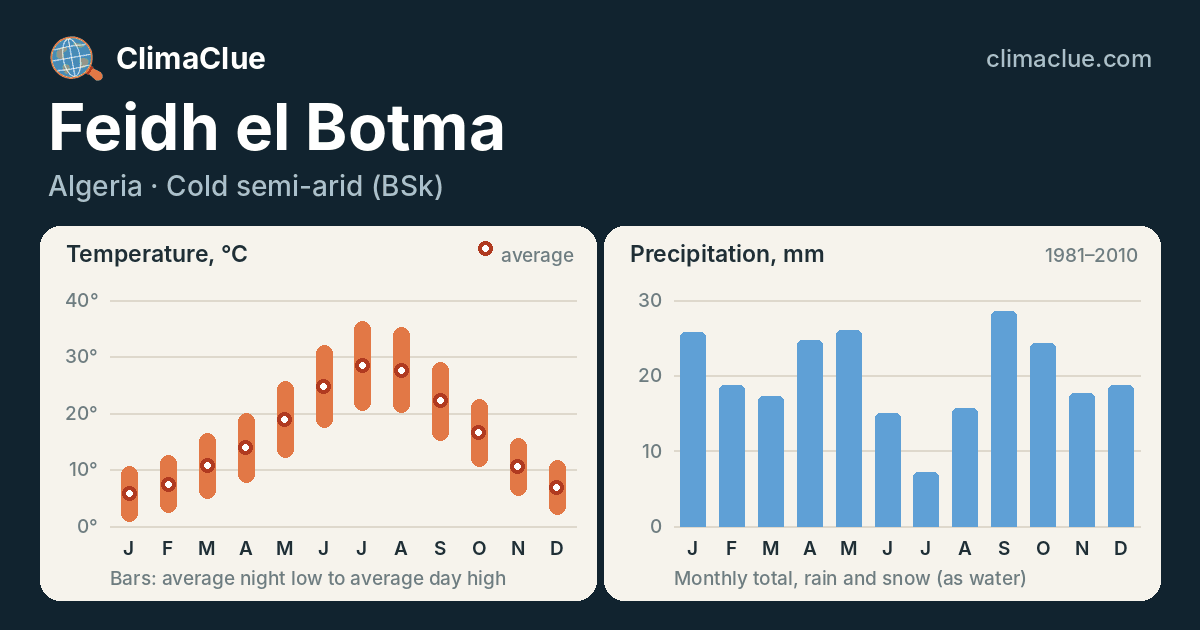 ClimaClue
climaclue.com
Feidh el Botma
Algeria · Cold semi-arid (BSk)
Temperature, °C
average
40°
30°
20°
10°
0°
J F M A M J J A S O N D
Bars: average night low to average day high
Precipitation, mm
1981–2010
30
20
10
0
J F M A M J J A S O N D
Monthly total, rain and snow (as water)